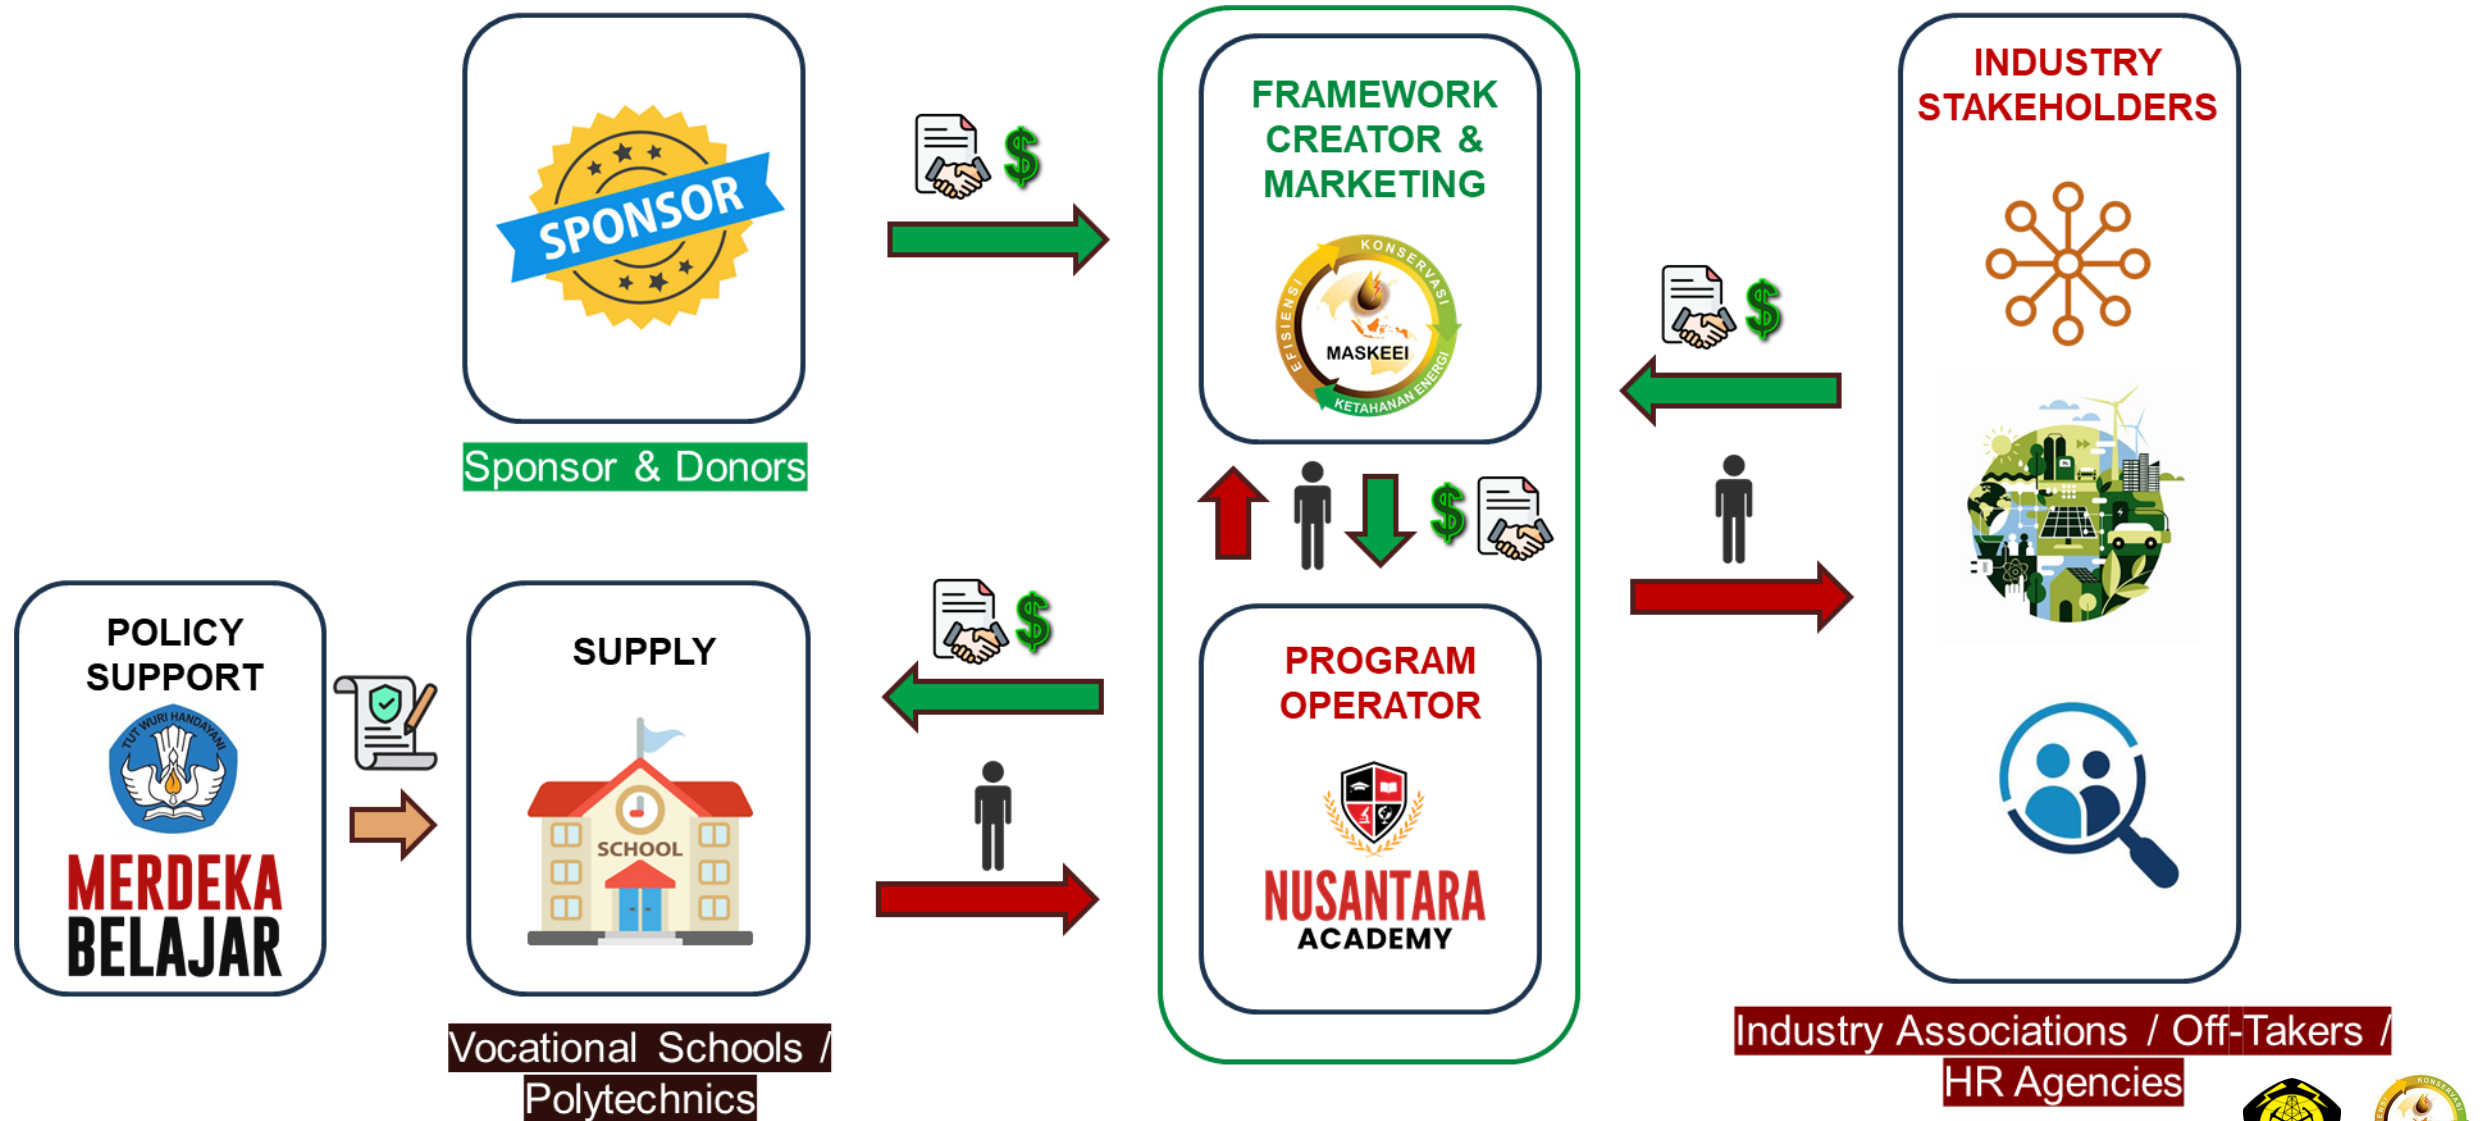 SPONSOR
Sponsor & Donors
FRAMEWORK
CREATOR &
MARKETING
EFISIENSI
KONSERVASI
KETAHANAN ENERGI
MASKEEI
INDUSTRY
STAKEHOLDERS
POLICY
SUPPORT
TUT WURI HANDAYANI
MERDEKA
BELAJAR
SUPPLY
SCHOOL
Vocational Schools /
Polytechnics
$
$
$
$
PROGRAM
OPERATOR
NUSANTARA
ACADEMY
Industry Associations / Off-Takers /
HR Agencies